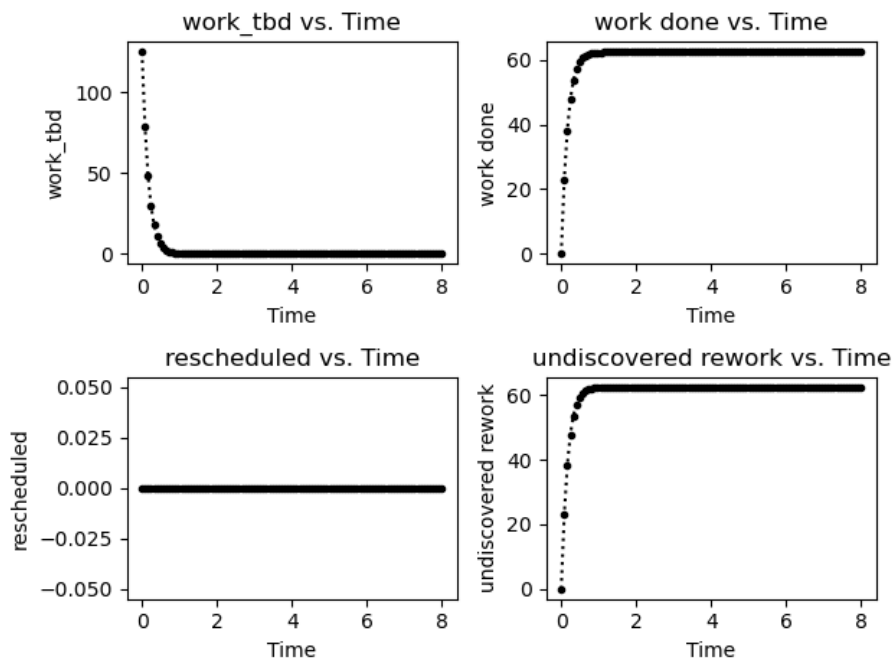 work_tbd vs. Time
work_tbd
100
50
0
0 2 4 6 8
Time
work done vs. Time
work done
60
40
20
0
0 2 4 6 8
Time
rescheduled vs. Time
rescheduled
0.050
0.025
0.000
−0.025
−0.050
0 2 4 6 8
Time
undiscovered rework vs. Time
undiscovered rework
60
40
20
0
0 2 4 6 8
Time